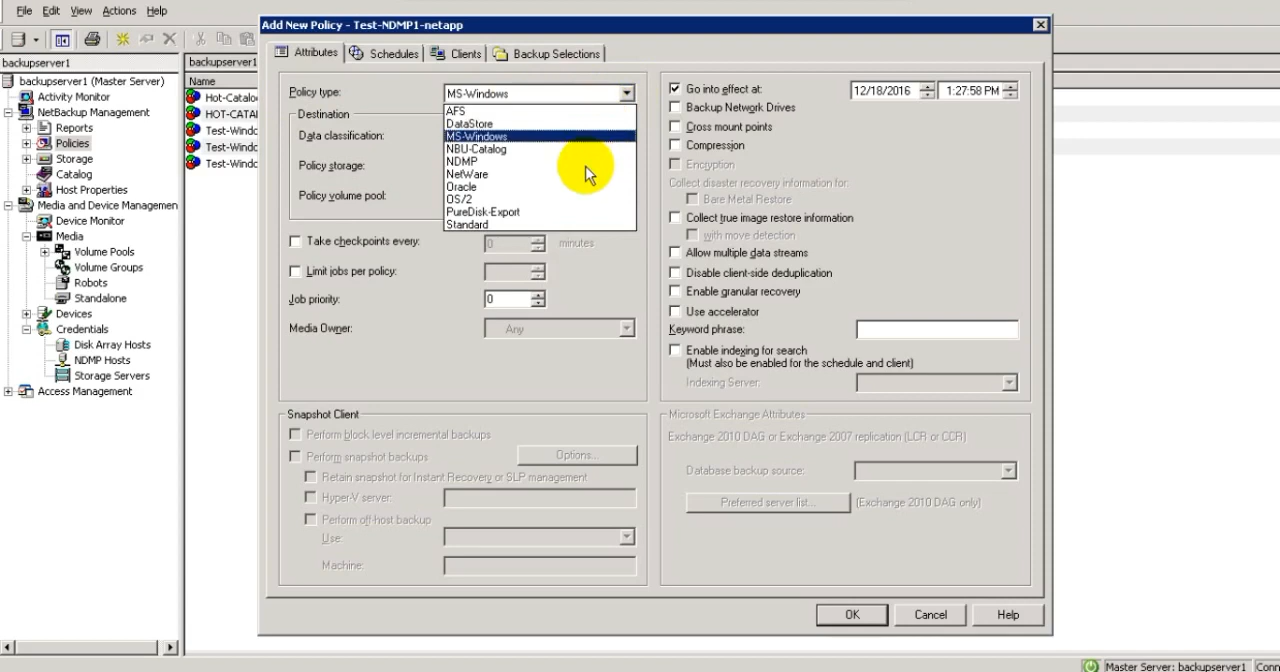 File Edit View Actions Help
Add New Policy - Test-NDMP1-netapp
backupserver1
backupserver1 (Master Server)
Activity Monitor
NetBackup Management
Reports
Policies
Storage
Catalog
Host Properties
Media and Device Managemen
Device Monitor
Media
Volume Pools
Volume Groups
Robots
Standalone
Devices
Credentials
Disk Array Hosts
NDMP Hosts
Storage Servers
Access Management
backupserver1
Name
Hot-Catalo
HOT-CATA
Test-Windo
Test-Windo
Test-Windo
Attributes Schedules Clients Backup Selections
Policy type: MS-Windows
AFS
DataStore
MS-Windows
NBU-Catalog
NDMP
NetWare
Oracle
OS/2
PureDisk-Export
Standard
Destination
Data classification:
Policy storage:
Policy volume pool:
Take checkpoints every: 0 minutes
Limit jobs per policy:
Job priority: 0
Media Owner: Any
Snapshot Client
Perform block level incremental backups
Perform snapshot backups Options...
Retain snapshot for Instant Recovery or SLP management
Hyper-V server:
Perform off-host backup
Use:
Machine:
Go into effect at: 12/18/2016 1:27:58 PM
Backup Network Drives
Cross mount points
Compression
Encryption
Collect disaster recovery information for:
Bare Metal Restore
Collect true image restore information
with move detection
Allow multiple data streams
Disable client-side deduplication
Enable granular recovery
Use accelerator
Keyword phrase:
Enable indexing for search
(Must also be enabled for the schedule and client)
Indexing Server:
Microsoft Exchange Attributes
Exchange 2010 DAG or Exchange 2007 replication (LCR or CCR)
Database backup source:
Preferred server list... (Exchange 2010 DAG only)
OK Cancel Help
Master Server: backupserver1 Conn